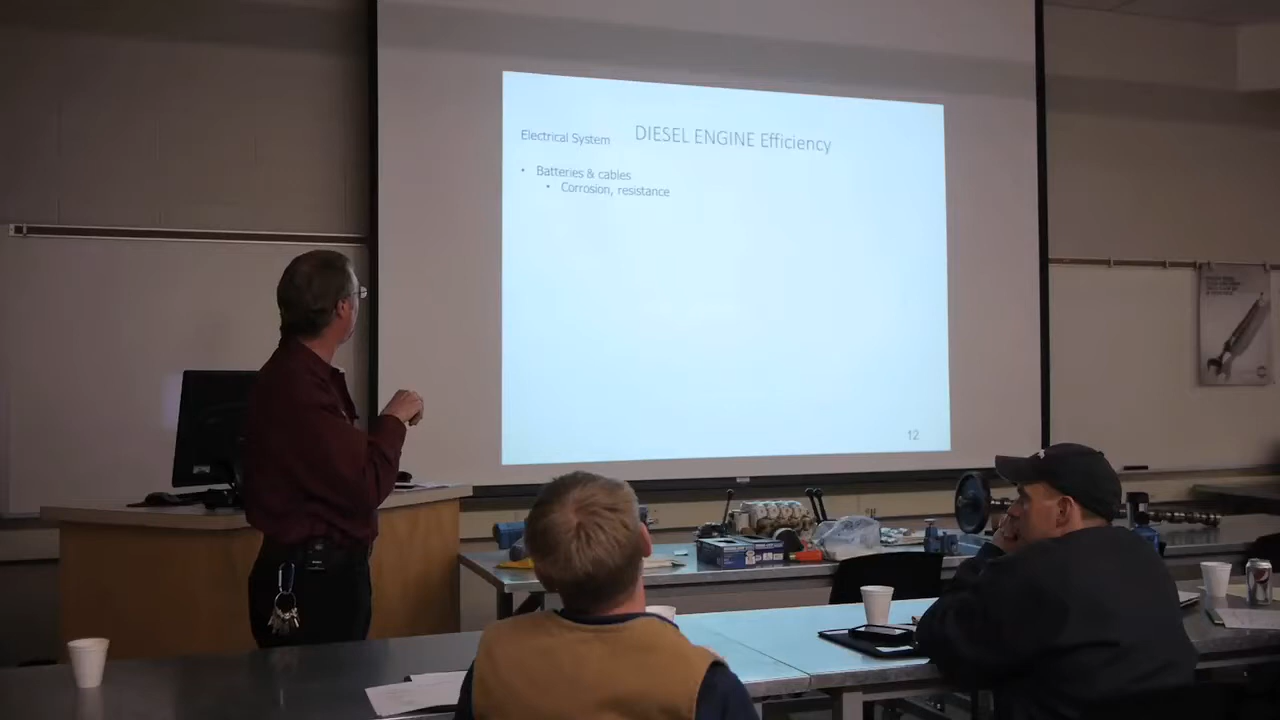 Electrical System DIESEL ENGINE Efficiency
• Batteries & cables
• Corrosion, resistance
12